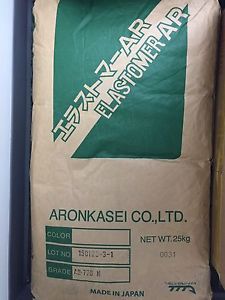 エラストマーAR
ELASTOMER AR
ARONKASEI CO.,LTD.
COLOR
NET WT. 25kg
LOT NO
0031
GRADE
MADE IN JAPAN